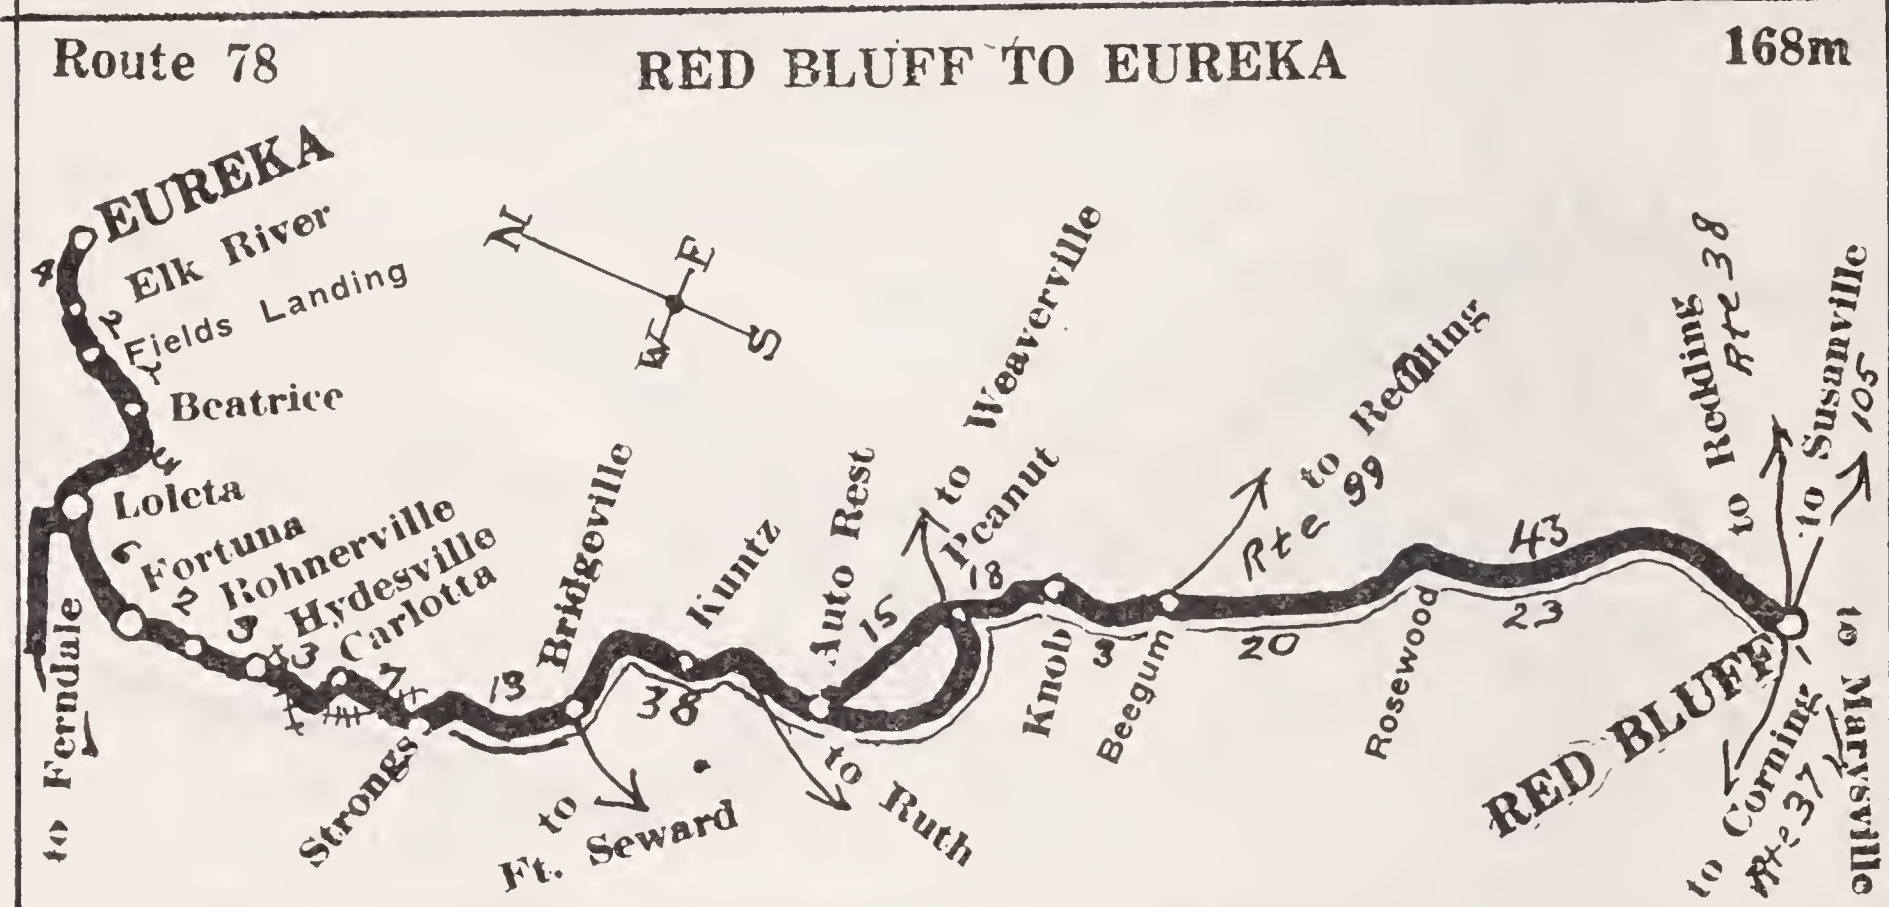 Route 78
RED BLUFF TO EUREKA
168m
EUREKA
4
Elk River
2
Fields Landing
Beatrice
3
Loleta
6
Fortuna
2
Rohnerville
3
Hydesville
3
Carlotta
7
to Ferndale
Strongs
13
Bridgeville
to
Ft. Seward
38
Kuntz
to Ruth
Auto Rest
15
to Weaverville
Peanut
18
Knob
3
Beegum
to Redding
Rte 99
20
Rosewood
43
23
RED BLUFF
to Redding
Rte 38
to Susanville
105
to Corning
Rte 37
to Marysville
N
E
W
S